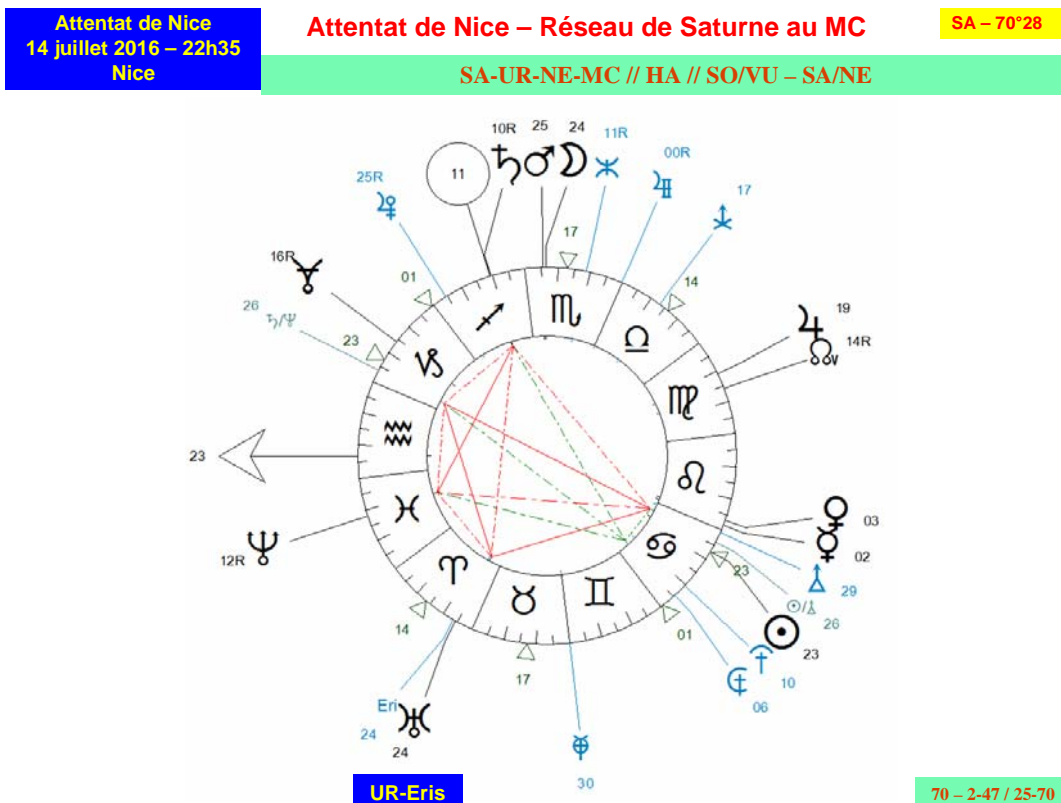 Attentat de Nice
14 juillet 2016 – 22h35
Nice
Attentat de Nice – Réseau de Saturne au MC
SA – 70°28
SA-UR-NE-MC // HA // SO/VU – SA/NE
10R 25 24 11R 00R
♄ ♂ ☽
11
25R
17
17
16R
01
14
26
♄/♆
23
♃ 19
☊v 14R
♑ ♐ ♏ ♎ ♍
23
♒
♌
♆
12R
♓ ♈ ♉ ♊ ♋
♀ 03
☿ 02
23
29
☉/
26
☉
23
14
17
01
10
06
Eri
24
♅
24
30
UR-Eris
70 – 2-47 / 25-70